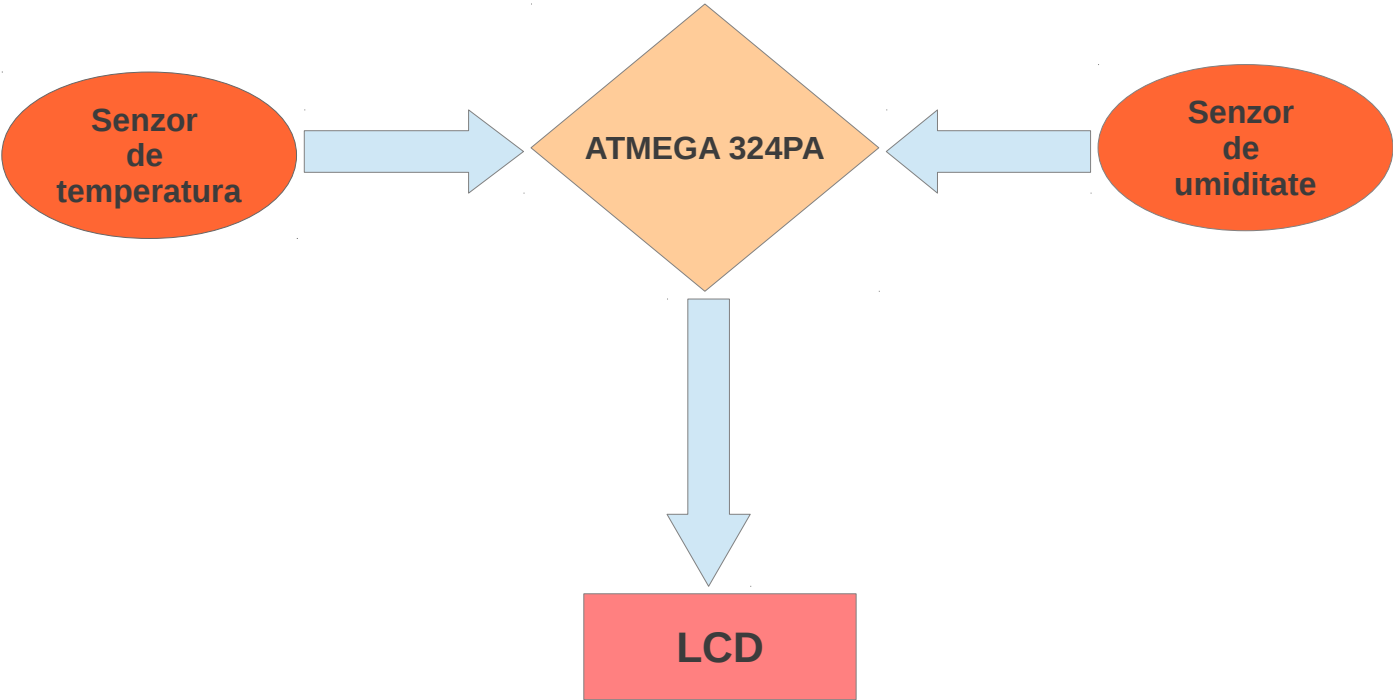 Senzor
de
temperatura
ATMEGA 324PA
Senzor
de
umiditate
LCD